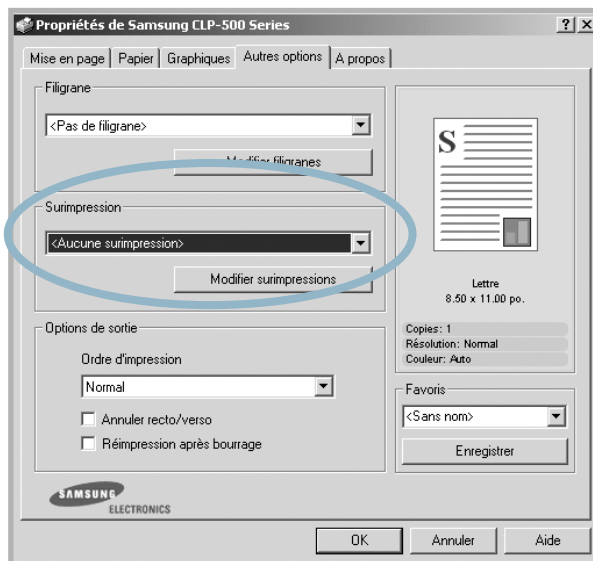 Propriétés de Samsung CLP-500 Series
Mise en page Papier Graphiques Autres options A propos
Filigrane
<Pas de filigrane>
Modifier filigranes
Surimpression
<Aucune surimpression>
Modifier surimpressions
Options de sortie
Ordre d'impression
Normal
Annuler recto/verso
Réimpression après bourrage
S
Lettre
8.50 x 11.00 po.
Copies: 1
Résolution: Normal
Couleur: Auto
Favoris
<Sans nom>
Enregistrer
SAMSUNG
ELECTRONICS
OK Annuler Aide